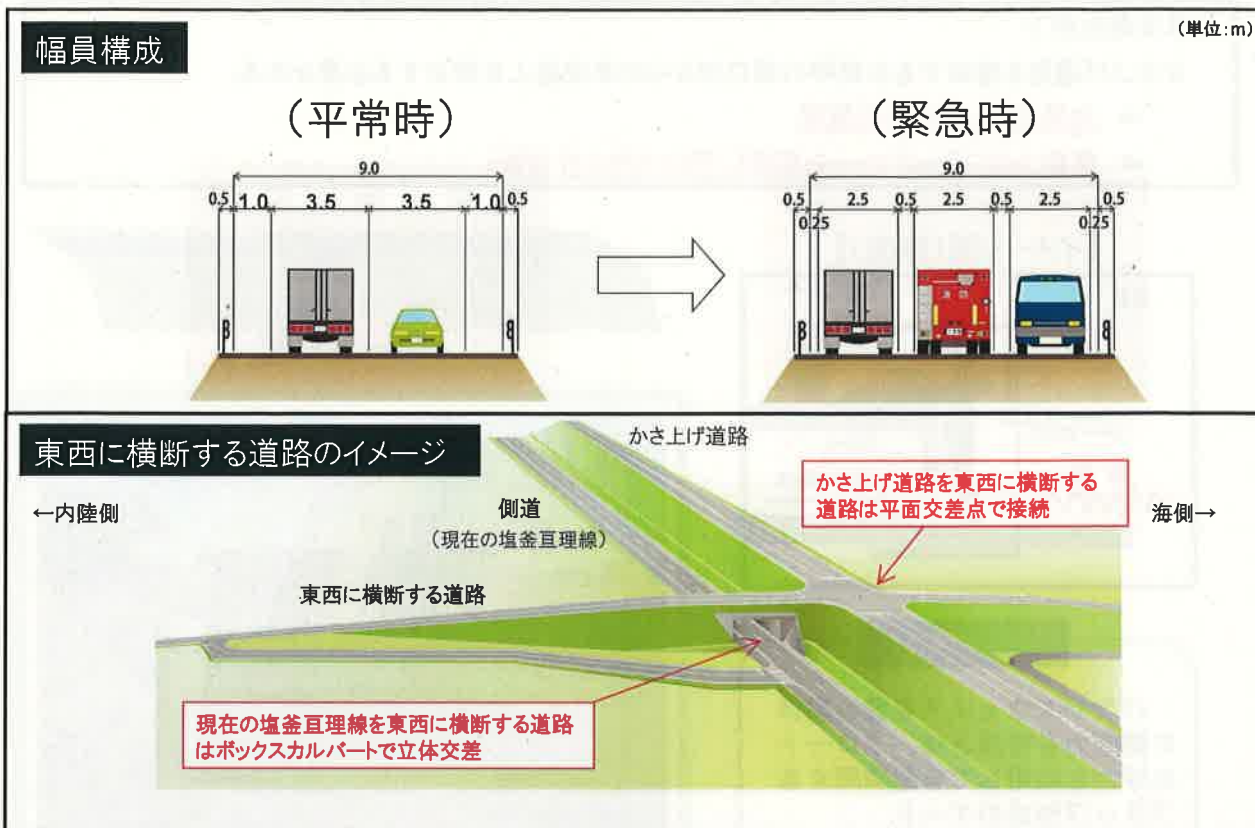 幅員構成
(単位:m)
(平常時)
(緊急時)
9.0
0.5 1.0 3.5 3.5 1.0 0.5
9.0
0.5 2.5 0.5 2.5 0.5 2.5 0.5
0.25 0.25
東西に横断する道路のイメージ
かさ上げ道路
かさ上げ道路を東西に横断する
道路は平面交差点で接続
←内陸側
側道
海側→
(現在の塩釜亘理線)
東西に横断する道路
現在の塩釜亘理線を東西に横断する道路
はボックスカルバートで立体交差